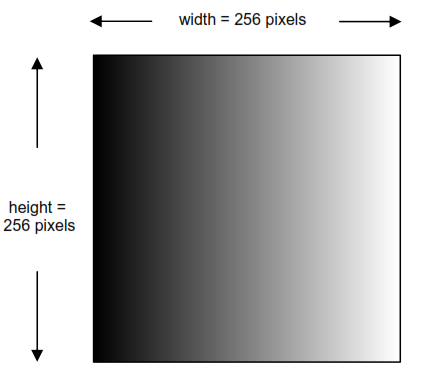 width = 256 pixels
height =
256 pixels